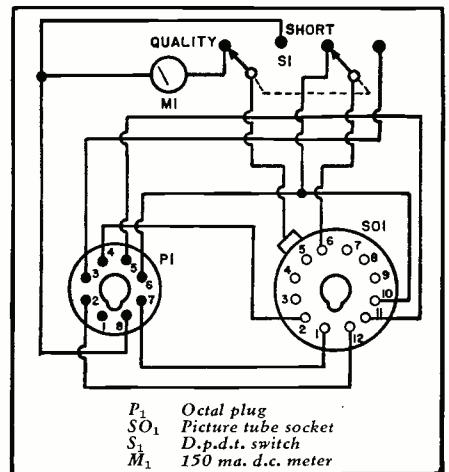 QUALITY
SHORT
S1
M1
P1
4
5
3
6
2
7
1
8
SO1
5
6
7
4
8
9
3
10
2
11
1
12
P₁ Octal plug
SO₁ Picture tube socket
S₁ D.p.d.t. switch
M₁ 150 ma. d.c. meter